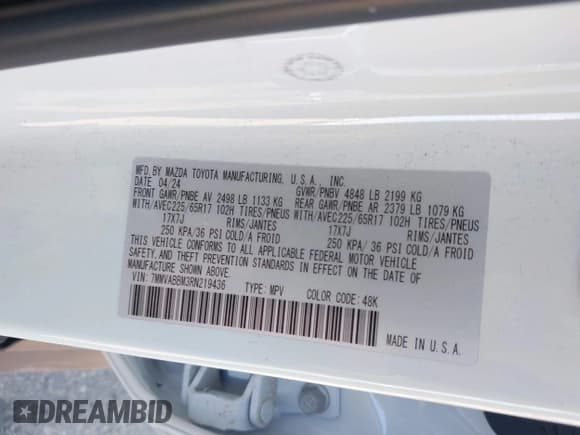 MFD.BY MAZDA TOYOTA MANUFACTURING, U.S.A., INC.
DATE 04/24 GVWR/PNBV 4848 LB 2199 KG
FRONT GAWR/PNBE AV 2498 LB 1133 KG REAR GAWR/PNBE AR 2379 LB 1079 KG
WITH/AVEC225/65R17 102H TIRES/PNEUS WITH/AVEC225/65R17 102H TIRES/PNEUS
17X7J RIMS/JANTES 17X7J RIMS/JANTES
250 KPA/36 PSI COLD/A FROID 250 KPA/36 PSI COLD/A FROID
THIS VEHICLE CONFORMS TO ALL APPLICABLE FEDERAL MOTOR VEHICLE
SAFETY,AND THEFT PREVENTION STANDARDS IN EFFECT ON THE DATE OF
MANUFACTURE SHOWN ABOVE.
VIN: 7MMVABBM3RN219436 TYPE: MPV COLOR CODE: 48K
MADE IN U.S.A.
DREAMBID